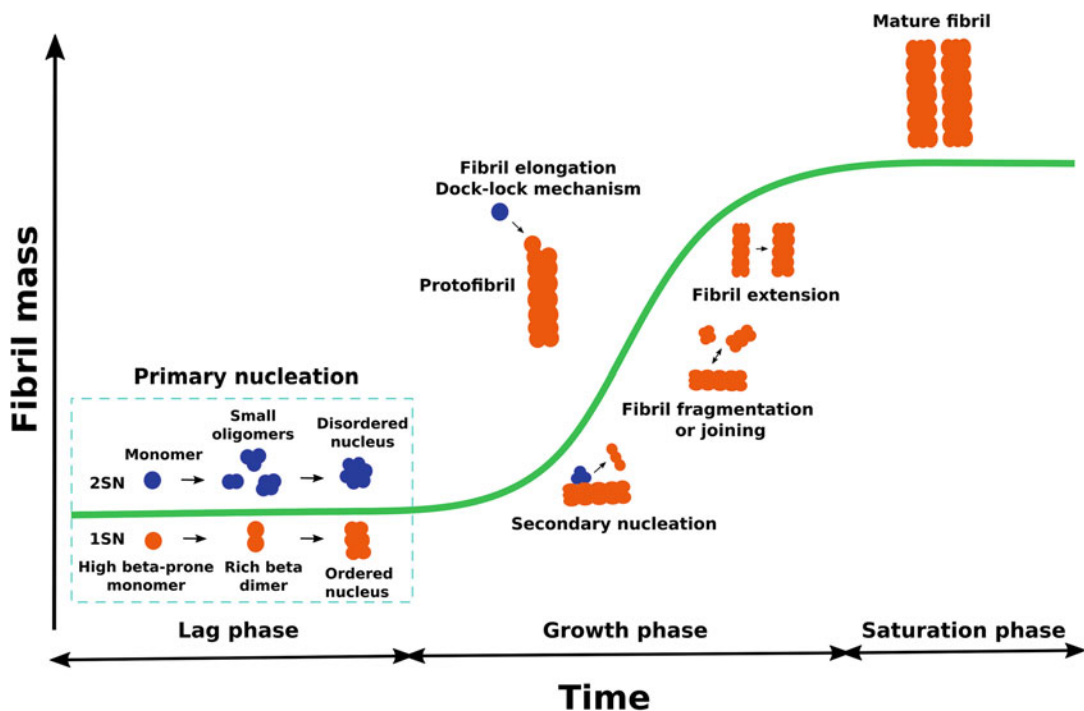 Mature fibril
Fibril elongation
Dock-lock mechanism
Protofibril
Fibril extension
Fibril fragmentation
or joining
Secondary nucleation
Primary nucleation
Small
oligomers
Disordered
nucleus
Monomer
2SN
1SN
High beta-prone
monomer
Rich beta
dimer
Ordered
nucleus
Fibril mass
Lag phase
Growth phase
Saturation phase
Time